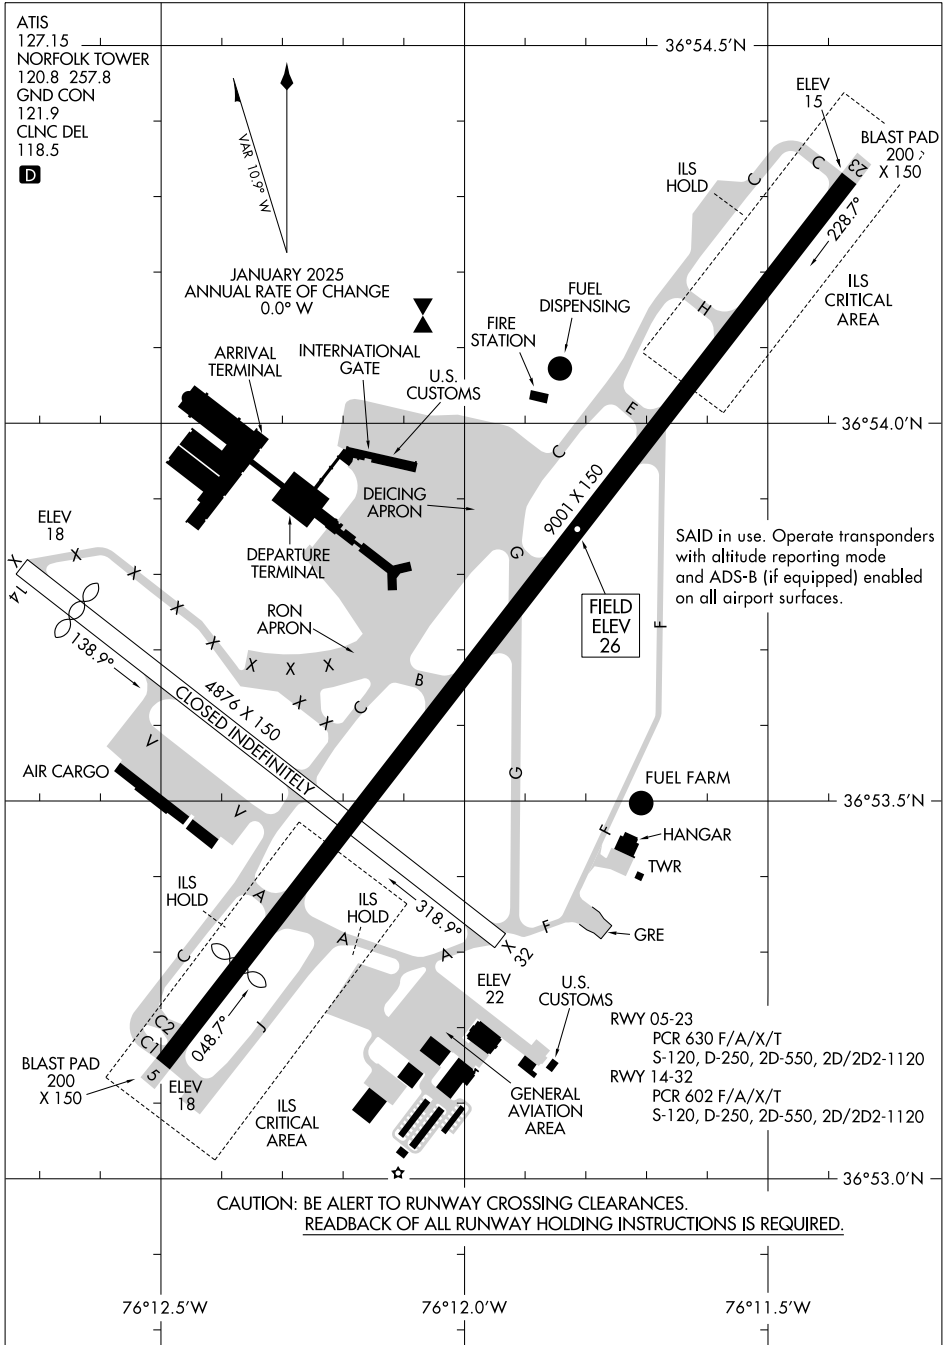 ATIS
127.15
NORFOLK TOWER
120.8 257.8
GND CON
121.9
CLNC DEL
118.5
D
36°54.5'N
VAR 10.9° W
JANUARY 2025
ANNUAL RATE OF CHANGE
0.0° W
ELEV
15
BLAST PAD
200
X 150
23
C
C
ILS
HOLD
228.7°
ILS
CRITICAL
AREA
H
FUEL
DISPENSING
FIRE
STATION
ARRIVAL
TERMINAL
INTERNATIONAL
GATE
U.S.
CUSTOMS
E
36°54.0'N
C
DEICING
APRON
9001 X 150
ELEV
18
DEPARTURE
TERMINAL
G
SAID in use. Operate transponders
with altitude reporting mode
and ADS-B (if equipped) enabled
on all airport surfaces.
X
X
X
14
X
X
RON
APRON
FIELD
ELEV
26
F
138.9°
X
X
X
B
4876 X 150
CLOSED INDEFINITELY
X
X
C
V
AIR CARGO
V
G
FUEL FARM
36°53.5'N
F
HANGAR
TWR
ILS
HOLD
A
ILS
HOLD
318.9°
A
A
X
32
F
GRE
C
ELEV
22
U.S.
CUSTOMS
C2
C1
048.7°
J
BLAST PAD
200
X 150
5
ELEV
18
ILS
CRITICAL
AREA
GENERAL
AVIATION
AREA
RWY 05-23
PCR 630 F/A/X/T
S-120, D-250, 2D-550, 2D/2D2-1120
RWY 14-32
PCR 602 F/A/X/T
S-120, D-250, 2D-550, 2D/2D2-1120
36°53.0'N
CAUTION: BE ALERT TO RUNWAY CROSSING CLEARANCES.
READBACK OF ALL RUNWAY HOLDING INSTRUCTIONS IS REQUIRED.
76°12.5'W
76°12.0'W
76°11.5'W